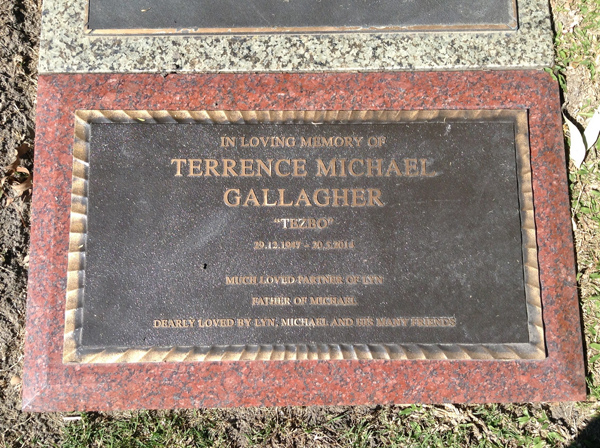 IN LOVING MEMORY OF
TERRENCE MICHAEL
GALLAGHER
"TEZBO"
29.12.1947 - 20.5.2014
MUCH LOVED PARTNER OF LYN
FATHER OF MICHAEL
DEARLY LOVED BY LYN, MICHAEL AND HIS MANY FRIENDS